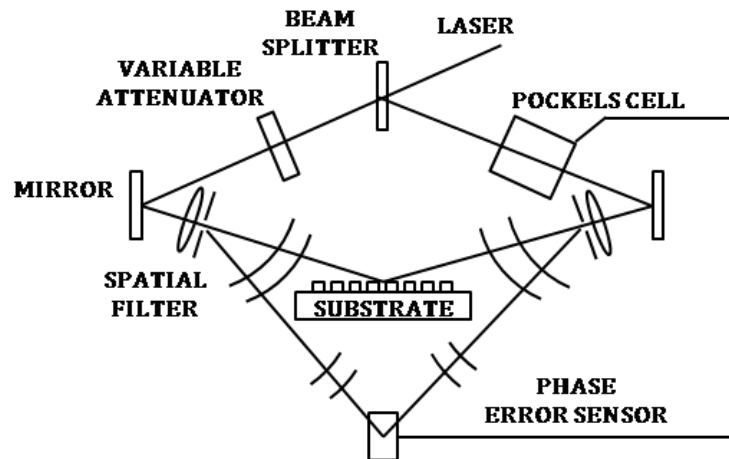 BEAM
SPLITTER
LASER
VARIABLE
ATTENUATOR
POCKELS CELL
MIRROR
SPATIAL
FILTER
SUBSTRATE
PHASE
ERROR SENSOR